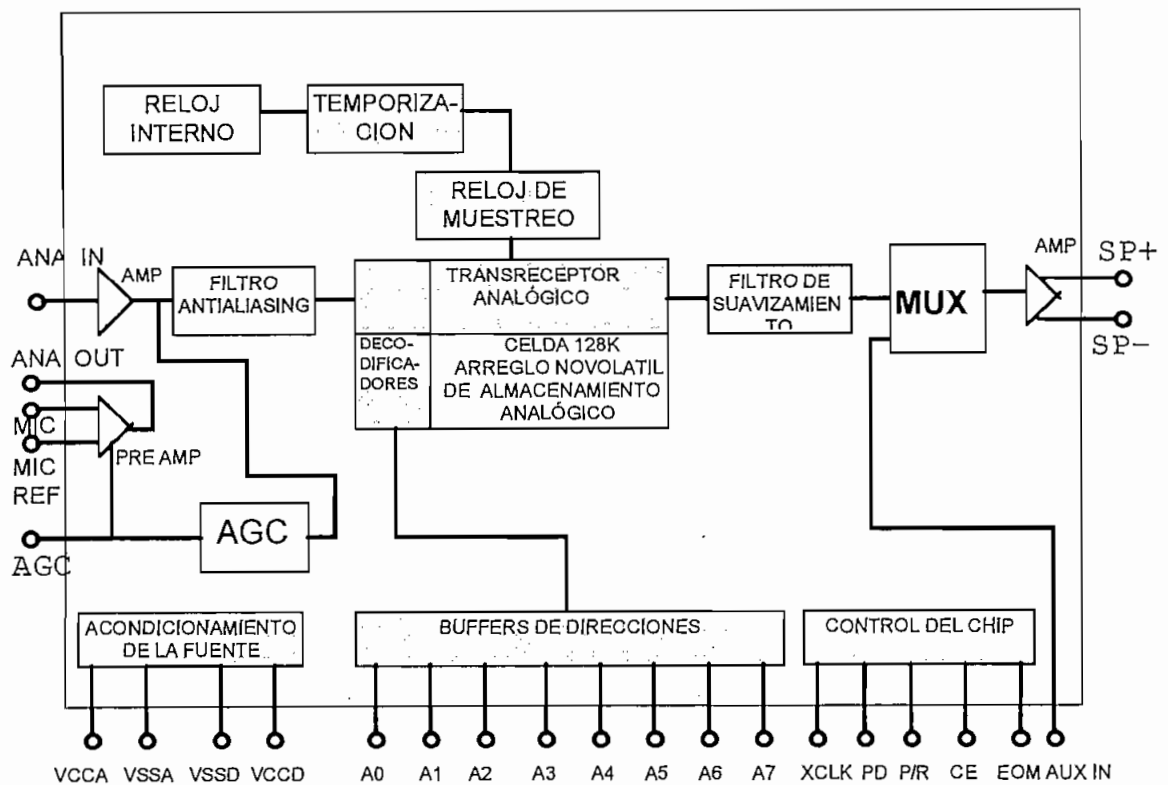 RELOJ
INTERNO
TEMPORIZA-
CION
RELOJ DE
MUESTREO
ANA IN
AMP
FILTRO
ANTIALIASING
TRANSRECEPTOR
ANALÓGICO
FILTRO DE
SUAVIZAMIEN
TO
MUX
AMP
SP+
SP-
DECO-
DIFICA-
DORES
CELDA 128K
ARREGLO NOVOLATIL
DE ALMACENAMIENTO
ANALÓGICO
ANA OUT
MIC
MIC
REF
PRE AMP
AGC
AGC
ACONDICIONAMIENTO
DE LA FUENTE
BUFFERS DE DIRECCIONES
CONTROL DEL CHIP
VCCA VSSA VSSD VCCD A0 A1 A2 A3 A4 A5 A6 A7 XCLK PD P/R CE EOM AUX IN